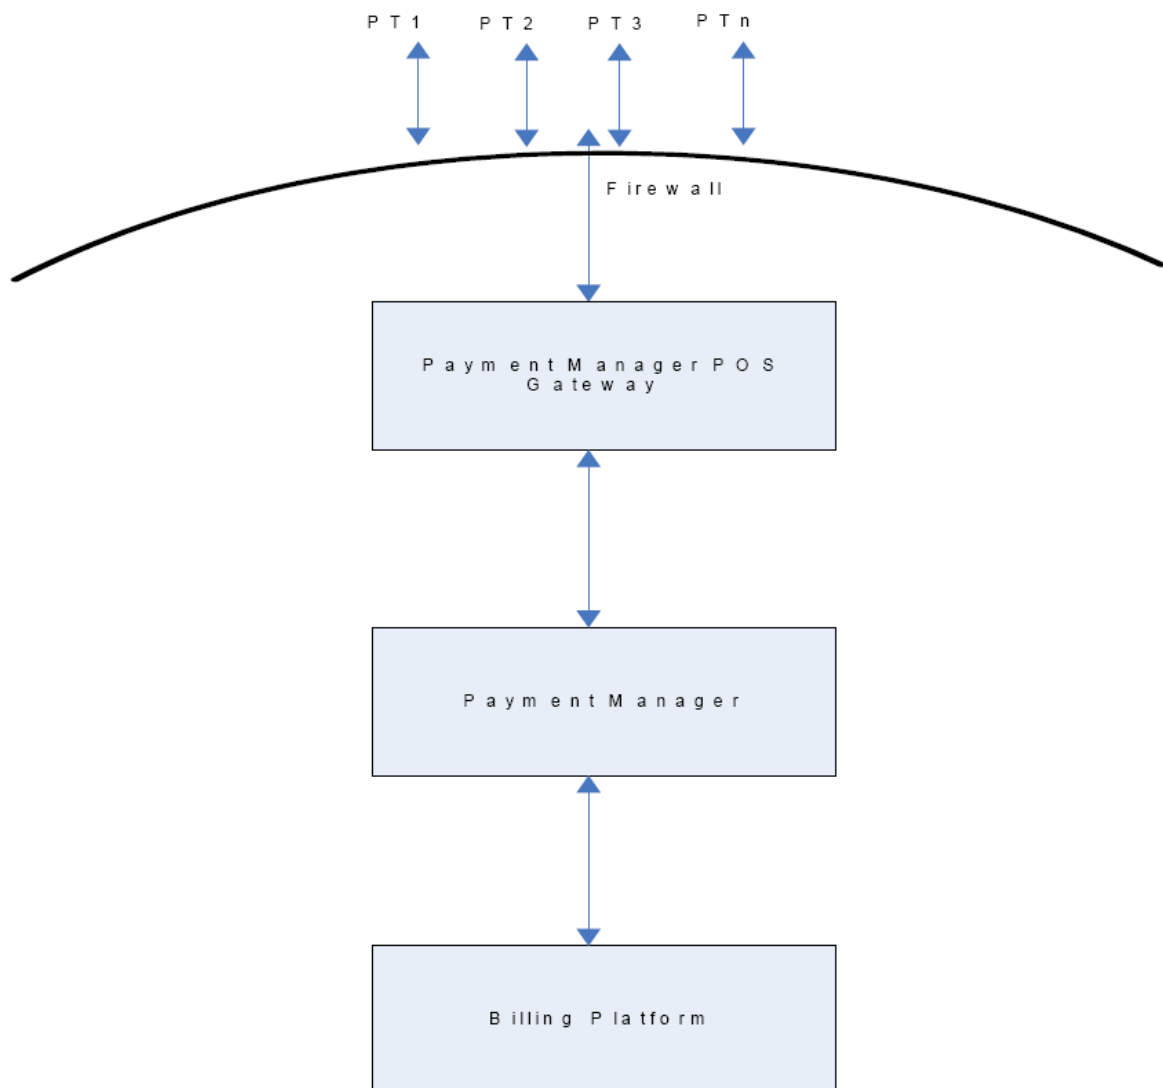 PT1 PT2 PT3 PTn
Firewall
PaymentManager POS
Gateway
PaymentManager
Billing Platform